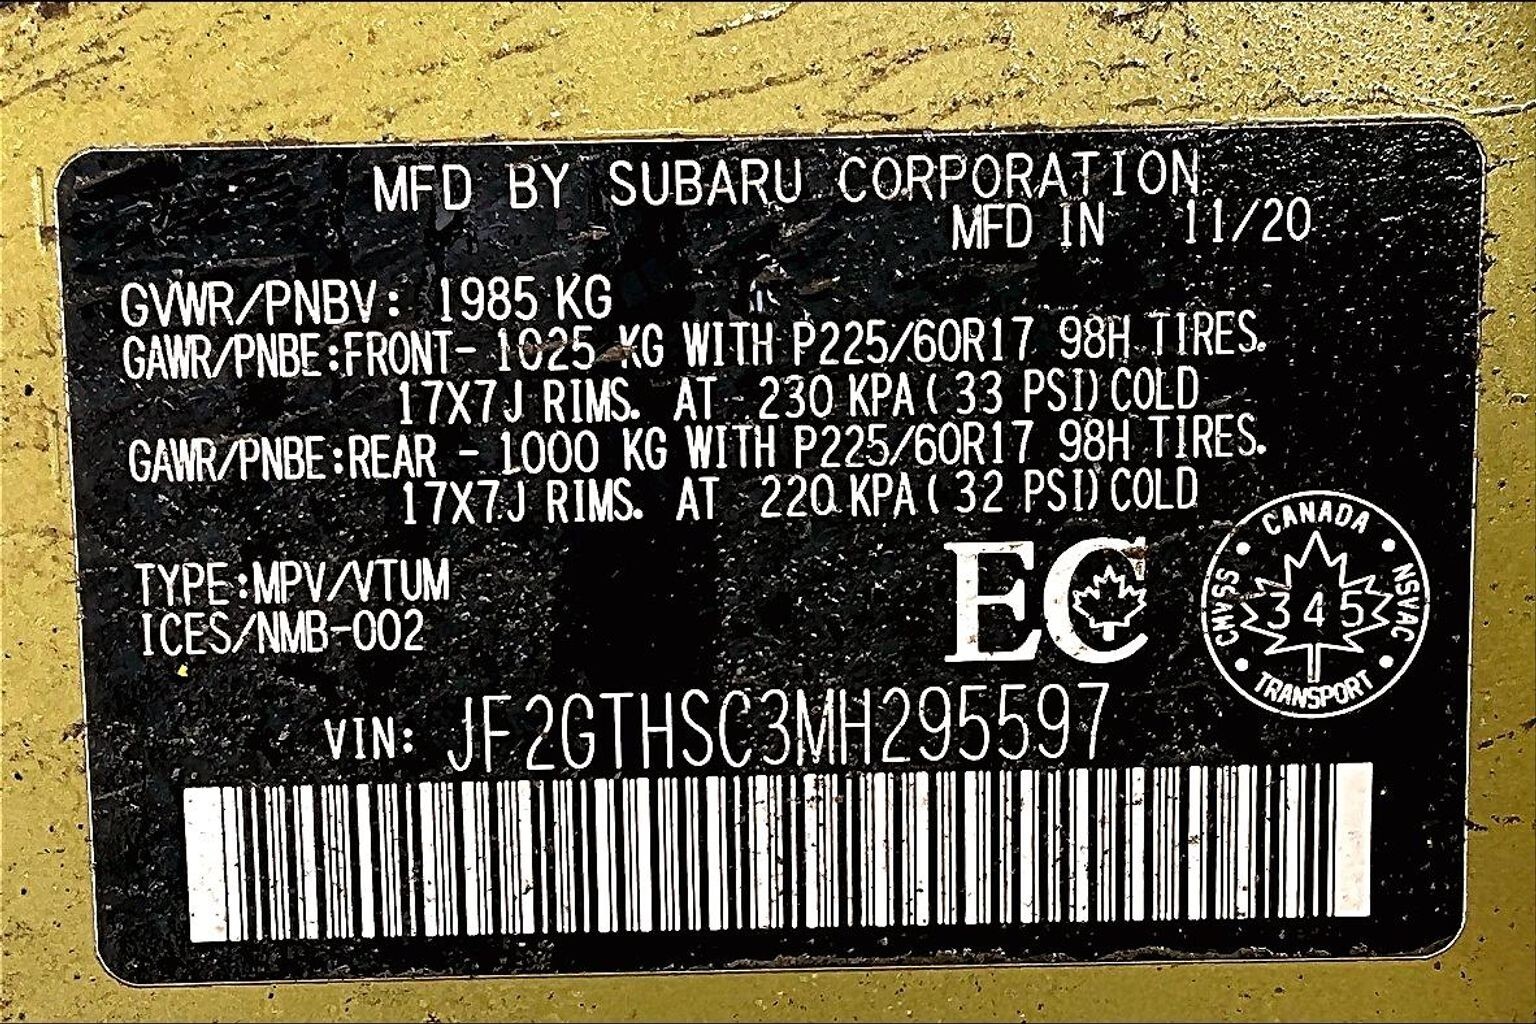 MFD BY SUBARU CORPORATION
MFD IN 11/20
GVWR/PNBV: 1985 KG
GAWR/PNBE:FRONT- 1025 KG WITH P225/60R17 98H TIRES.
17X7J RIMS. AT 230 KPA( 33 PSI)COLD
GAWR/PNBE:REAR - 1000 KG WITH P225/60R17 98H TIRES.
17X7J RIMS. AT 220 KPA( 32 PSI)COLD
TYPE:MPV/VTUM
ICES/NMB-002
EC
CANADA
CMVSS
345
NSVAC
TRANSPORT
VIN: JF2GTHSC3MH295597